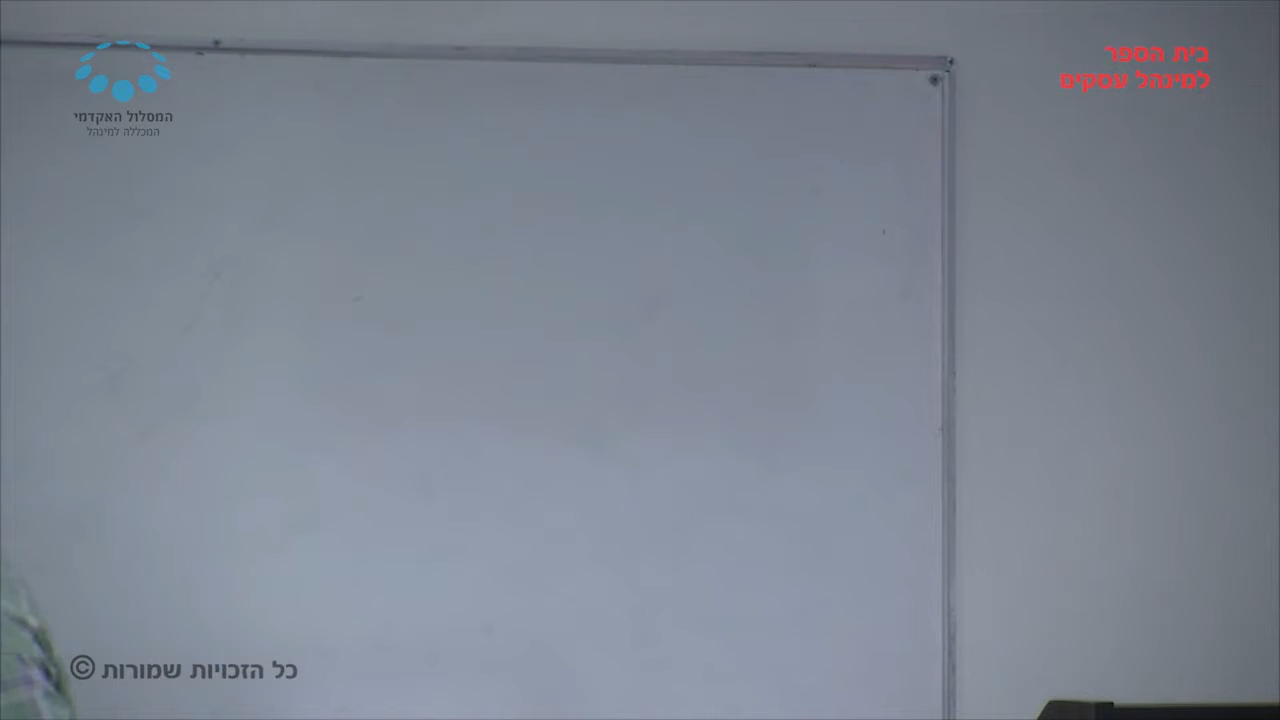 המסלול האקדמי
המכללה למינהל
בית הספר
למינהל עסקים
כל הזכויות שמורות ©